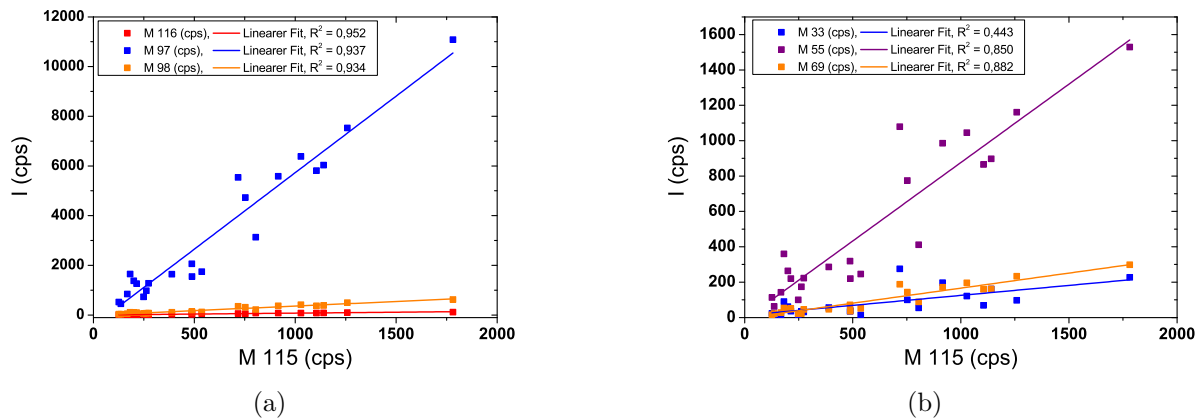 M 116 (cps), Linearer Fit, R² = 0,952
M 97 (cps), Linearer Fit, R² = 0,937
M 98 (cps), Linearer Fit, R² = 0,934
12000
10000
8000
6000
4000
2000
0
I (cps)
0 500 1000 1500 2000
M 115 (cps)
(a)
M 33 (cps), Linearer Fit, R² = 0,443
M 55 (cps), Linearer Fit, R² = 0,850
M 69 (cps), Linearer Fit, R² = 0,882
1600
1400
1200
1000
800
600
400
200
0
I (cps)
0 500 1000 1500 2000
M 115 (cps)
(b)